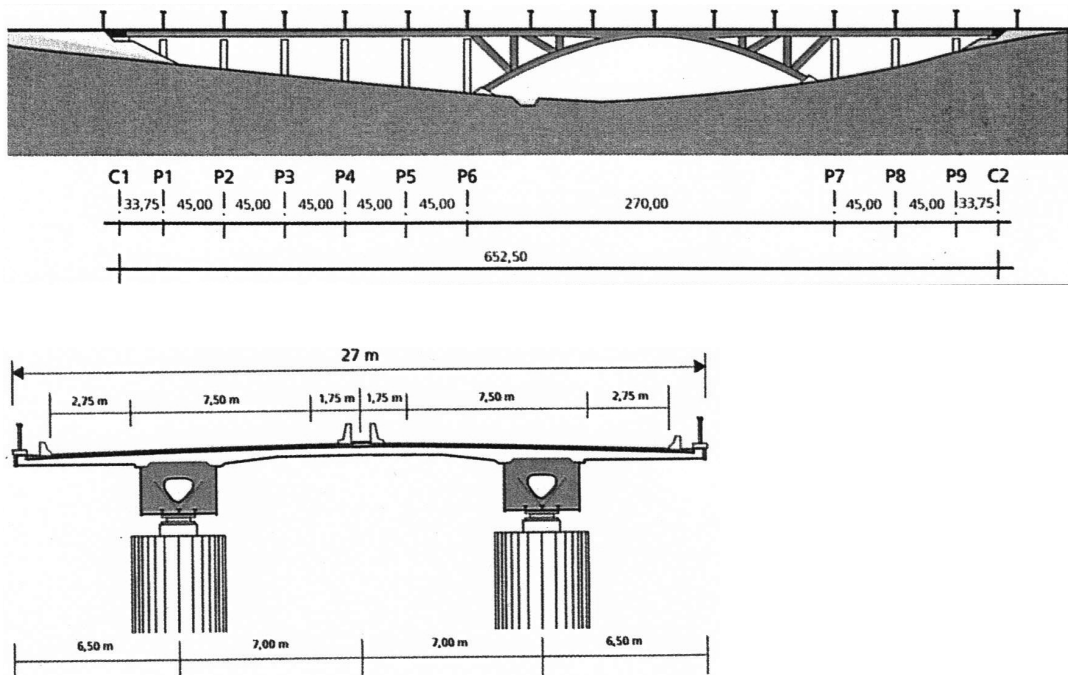 C1 P1 P2 P3 P4 P5 P6 P7 P8 P9 C2
33,75 45,00 45,00 45,00 45,00 45,00 270,00 45,00 45,00 33,75
652,50
27 m
2,75 m 7,50 m 1,75 m 1,75 m 7,50 m 2,75 m
6,50 m 7,00 m 7,00 m 6,50 m